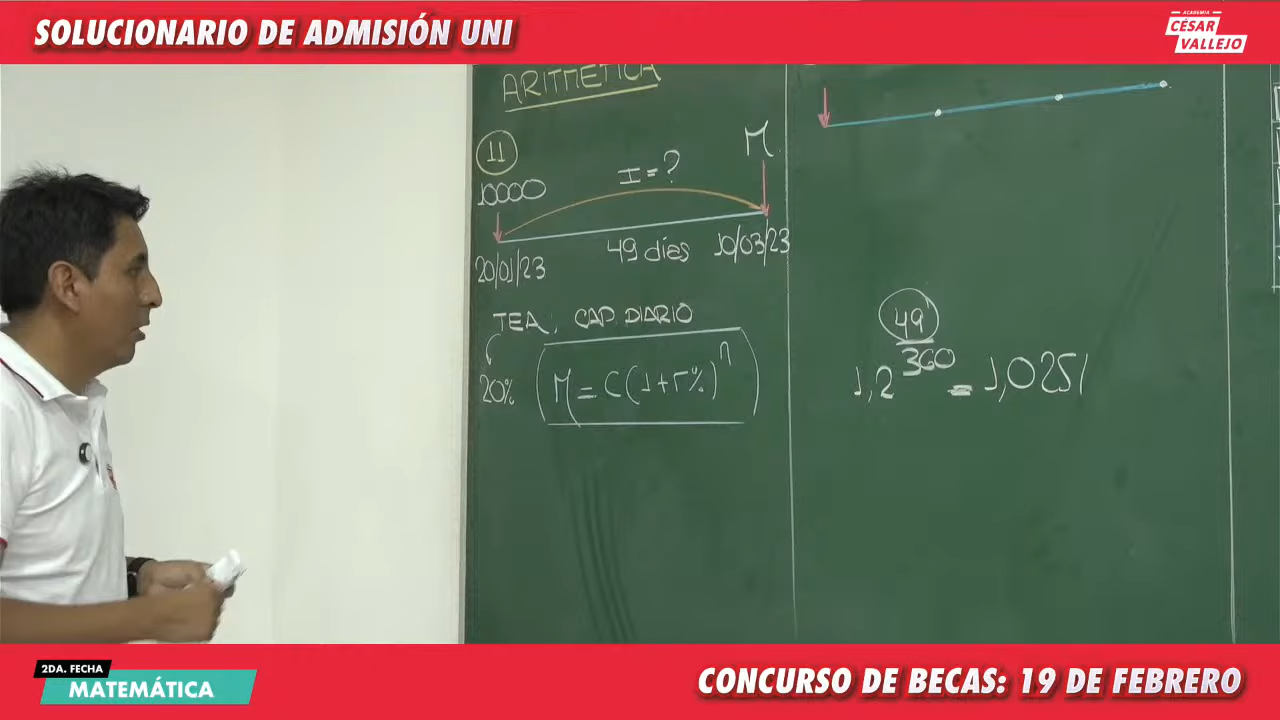 SOLUCIONARIO DE ADMISIÓN UNI
ACADEMIA
CÉSAR
VALLEJO
ARITMÉTICA
11
10000
I = ?
M
49 días
20/01/23
10/03/23
TEA, CAP. DIARIO
20%
M = C(1+r%)^n
1,2^(49/360) = 1,0251
2DA. FECHA
MATEMÁTICA
CONCURSO DE BECAS: 19 DE FEBRERO